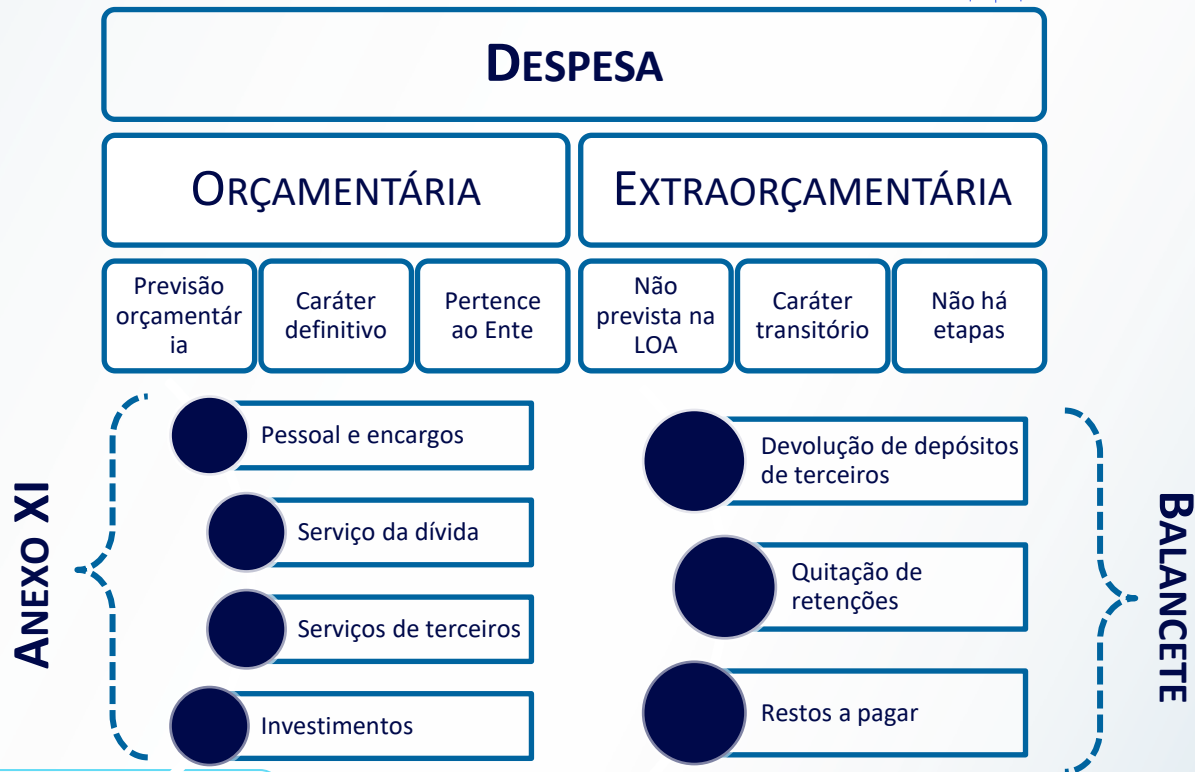 DESPESA
ORÇAMENTÁRIA
EXTRAORÇAMENTÁRIA
Previsão
orçamentár
ia
Caráter
definitivo
Pertence
ao Ente
Não
prevista na
LOA
Caráter
transitório
Não há
etapas
ANEXO XI
Pessoal e encargos
Serviço da dívida
Serviços de terceiros
Investimentos
Devolução de depósitos
de terceiros
Quitação de
retenções
Restos a pagar
BALANCETE